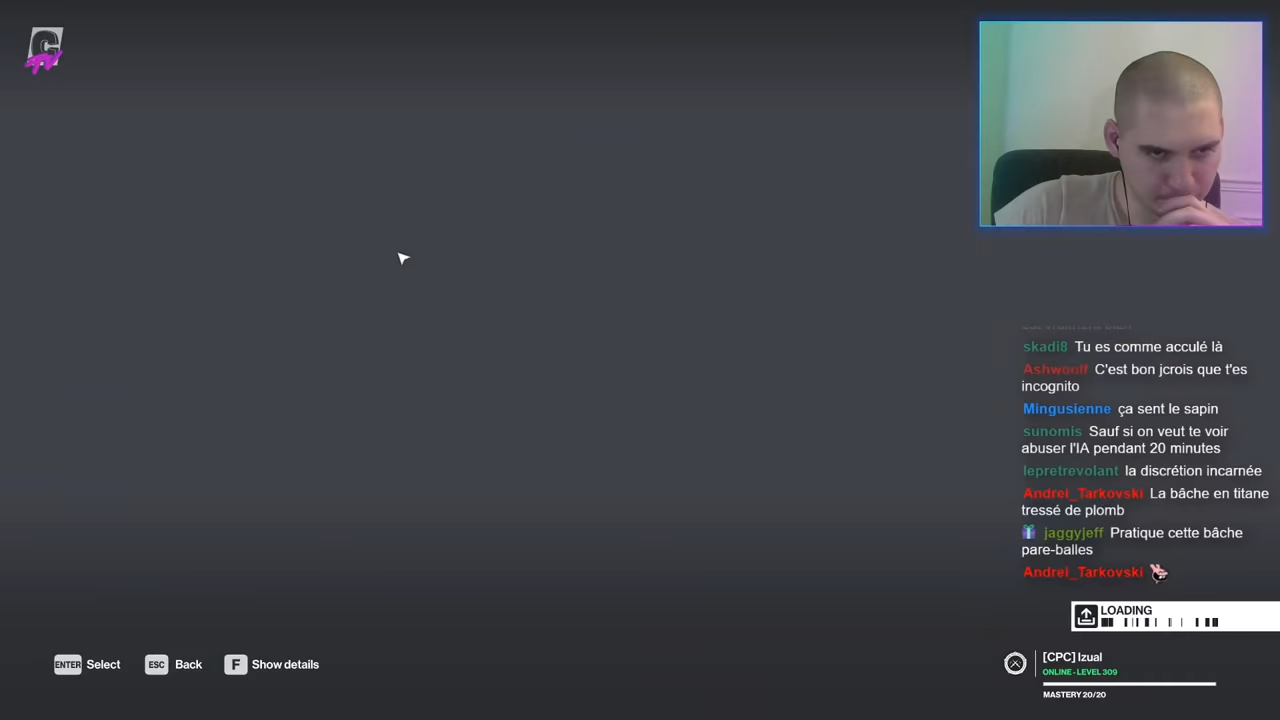 C
TV
skadi8 Tu es comme acculé là
Ashwoolf C'est bon jcrois que t'es
incognito
Mingusienne ça sent le sapin
sunomis Sauf si on veut te voir
abuser l'IA pendant 20 minutes
lepretrevolant la discrétion incarnée
Andrei_Tarkovski La bâche en titane
tressé de plomb
jaggyjeff Pratique cette bâche
pare-balles
Andrei_Tarkovski
LOADING
ENTER Select ESC Back F Show details
[CPC] Izual
ONLINE - LEVEL 309
MASTERY 20/20